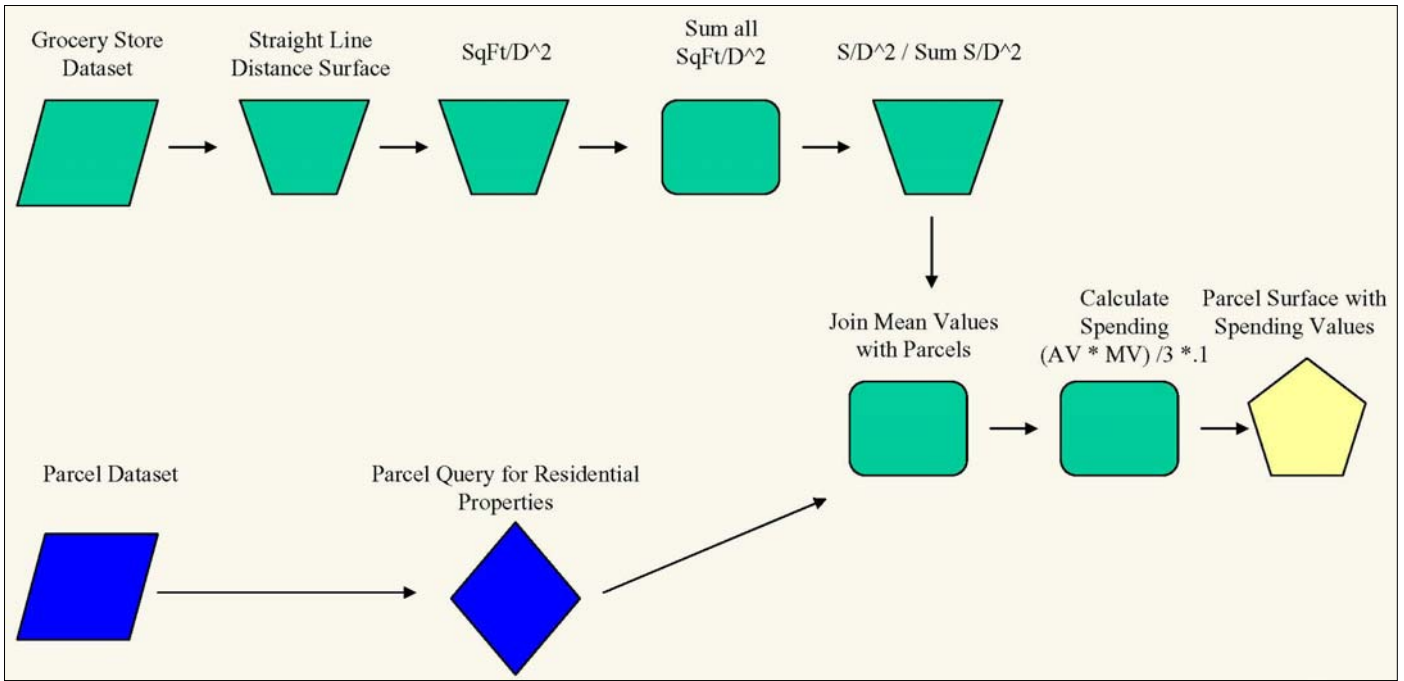 Grocery Store
Dataset
Straight Line
Distance Surface
SqFt/D^2
Sum all
SqFt/D^2
S/D^2 / Sum S/D^2
Join Mean Values
with Parcels
Calculate
Spending
(AV * MV) /3 *.1
Parcel Surface with
Spending Values
Parcel Dataset
Parcel Query for Residential
Properties